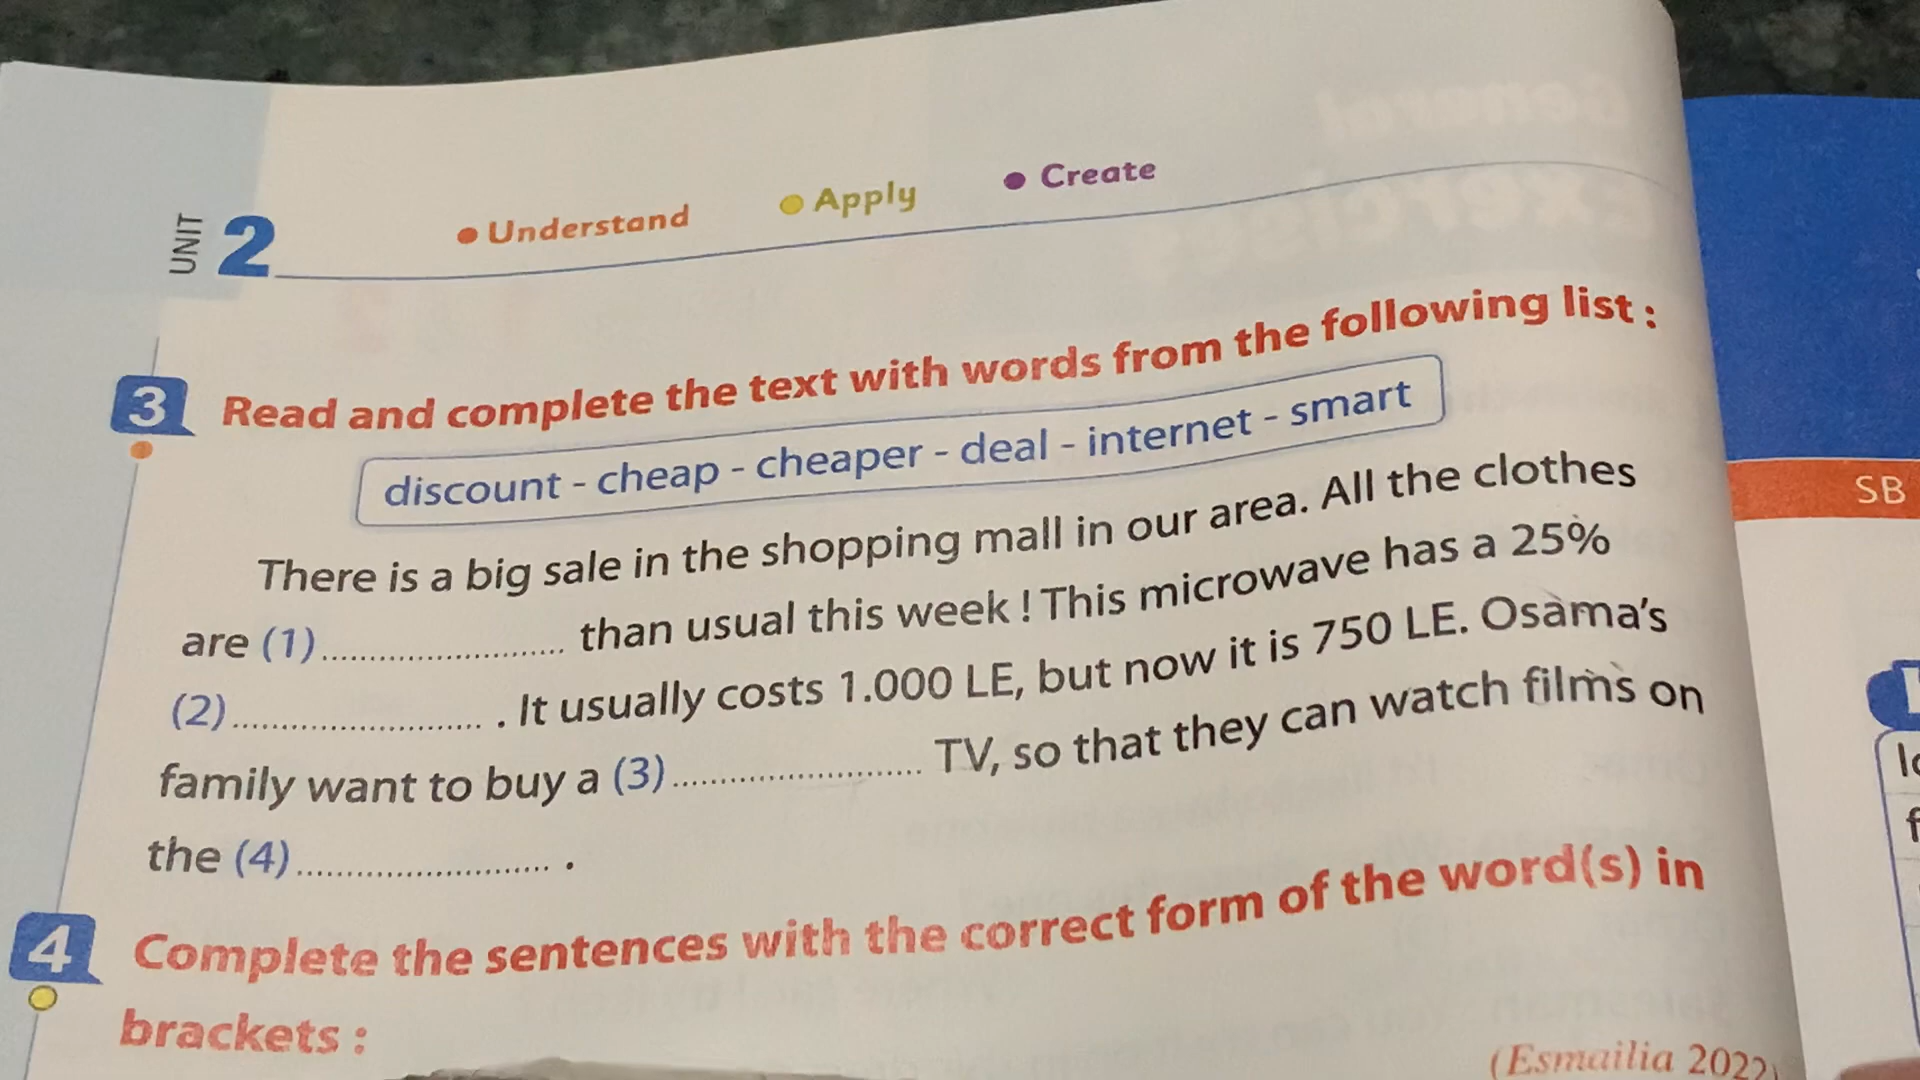 UNIT 2
Understand
Apply
Create
3 Read and complete the text with words from the following list :
discount - cheap - cheaper - deal - internet - smart
There is a big sale in the shopping mall in our area. All the clothes
are (1).......................... than usual this week ! This microwave has a 25%
(2).......................... . It usually costs 1.000 LE, but now it is 750 LE. Osama's
family want to buy a (3).......................... TV, so that they can watch films on
the (4).......................... .
4 Complete the sentences with the correct form of the word(s) in
brackets :
(Esmailia 2022)
SB